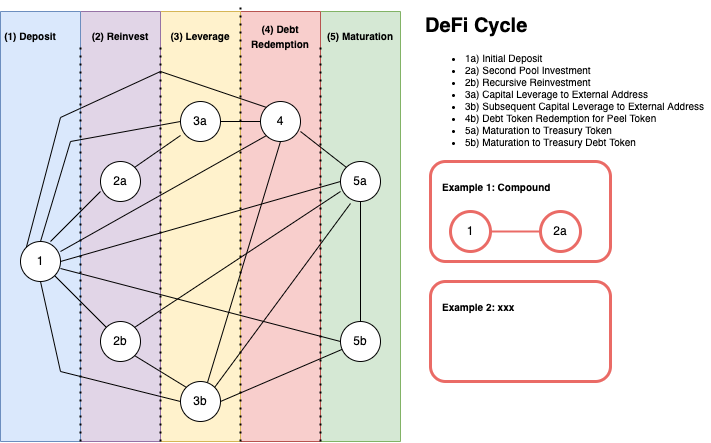 DeFi Cycle
(1) Deposit
(2) Reinvest
(3) Leverage
(4) Debt
Redemption
(5) Maturation
1a) Initial Deposit
2a) Second Pool Investment
2b) Recursive Reinvestment
3a) Capital Leverage to External Address
3b) Subsequent Capital Leverage to External Address
4b) Debt Token Redemption for Peel Token
5a) Maturation to Treasury Token
5b) Maturation to Treasury Debt Token
3a
4
2a
5a
1
2b
5b
3b
Example 1: Compound
1
2a
Example 2: xxx